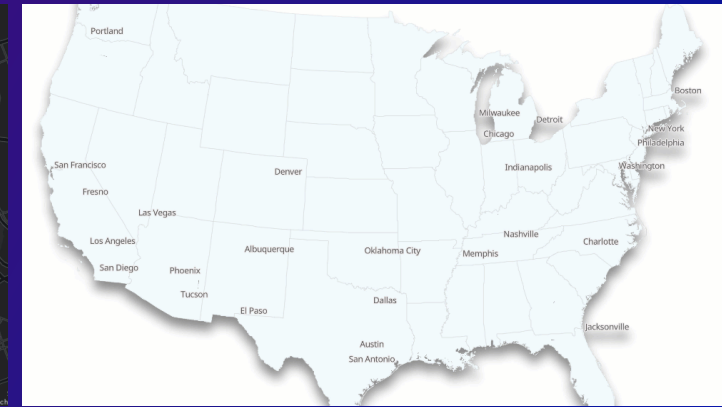 Portland
Boston
Milwaukee
Detroit
New York
Chicago
Philadelphia
San Francisco
Indianapolis
Washington
Denver
Fresno
Las Vegas
Nashville
Los Angeles
Charlotte
Albuquerque
Oklahoma City
Memphis
San Diego
Phoenix
Tucson
Dallas
El Paso
Jacksonville
Austin
San Antonio